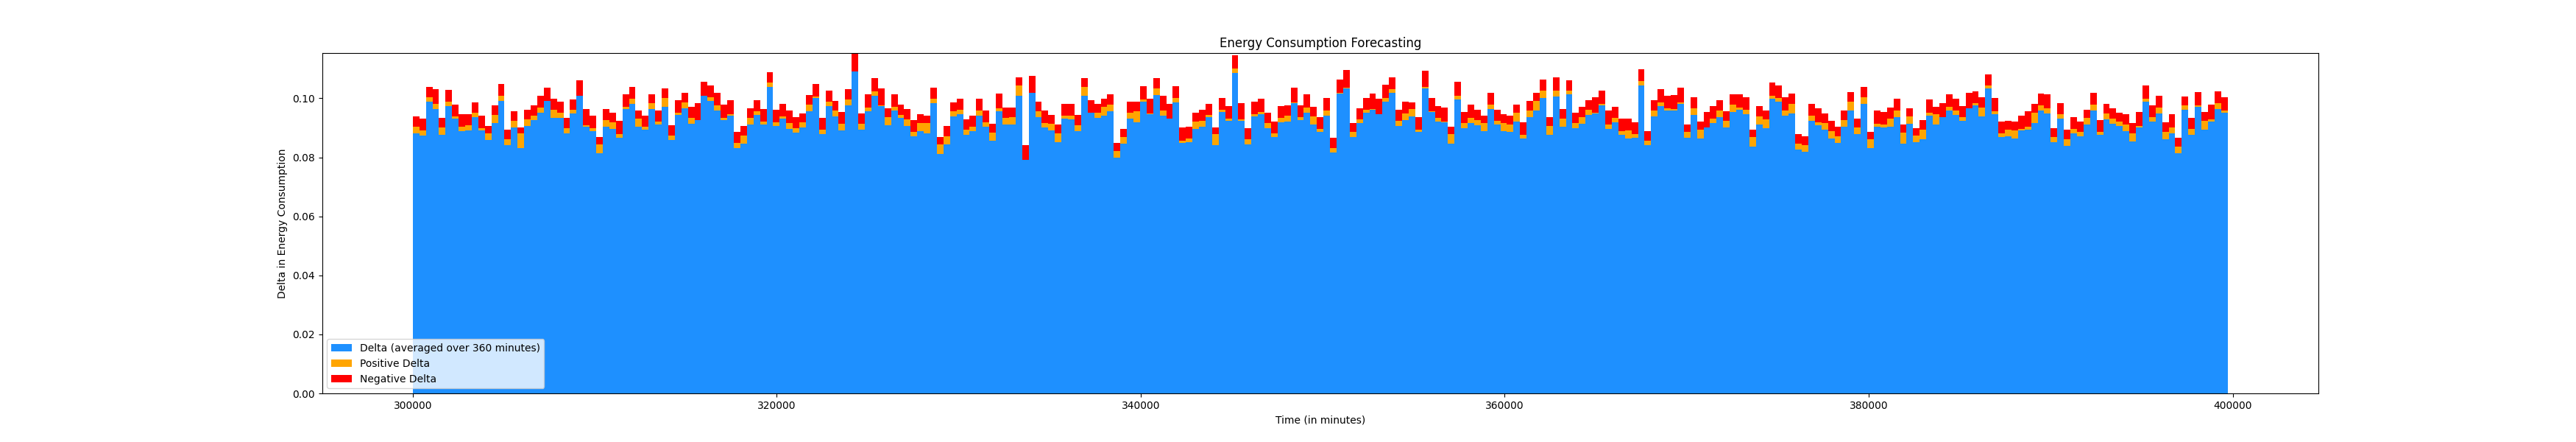 Energy Consumption Forecasting
Delta in Energy Consumption
0.10
0.08
0.06
0.04
0.02
0.00
Delta (averaged over 360 minutes)
Positive Delta
Negative Delta
300000
320000
340000
360000
380000
400000
Time (in minutes)